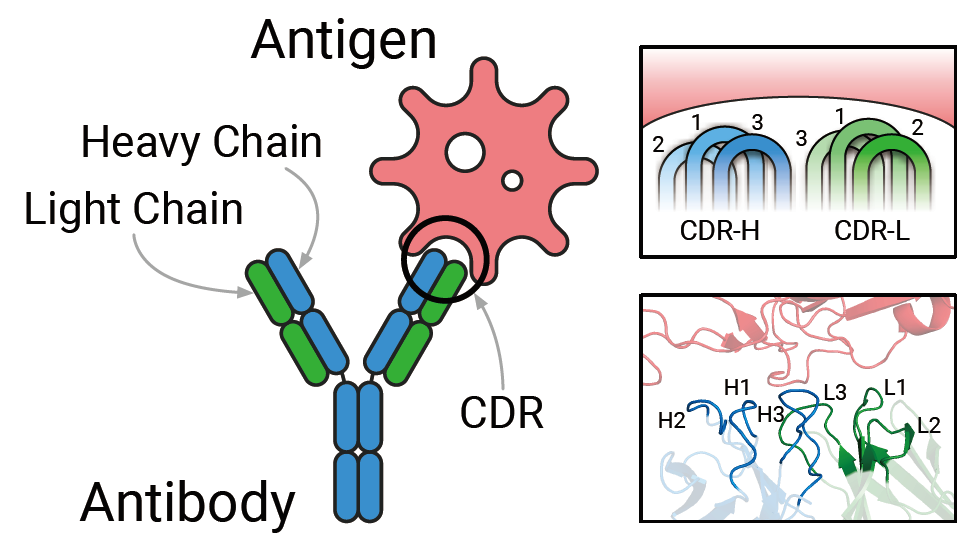 Antigen
Heavy Chain
Light Chain
CDR
Antibody
2 1 3 3 1 2
CDR-H CDR-L
H2 H1 H3 L3 L1 L2